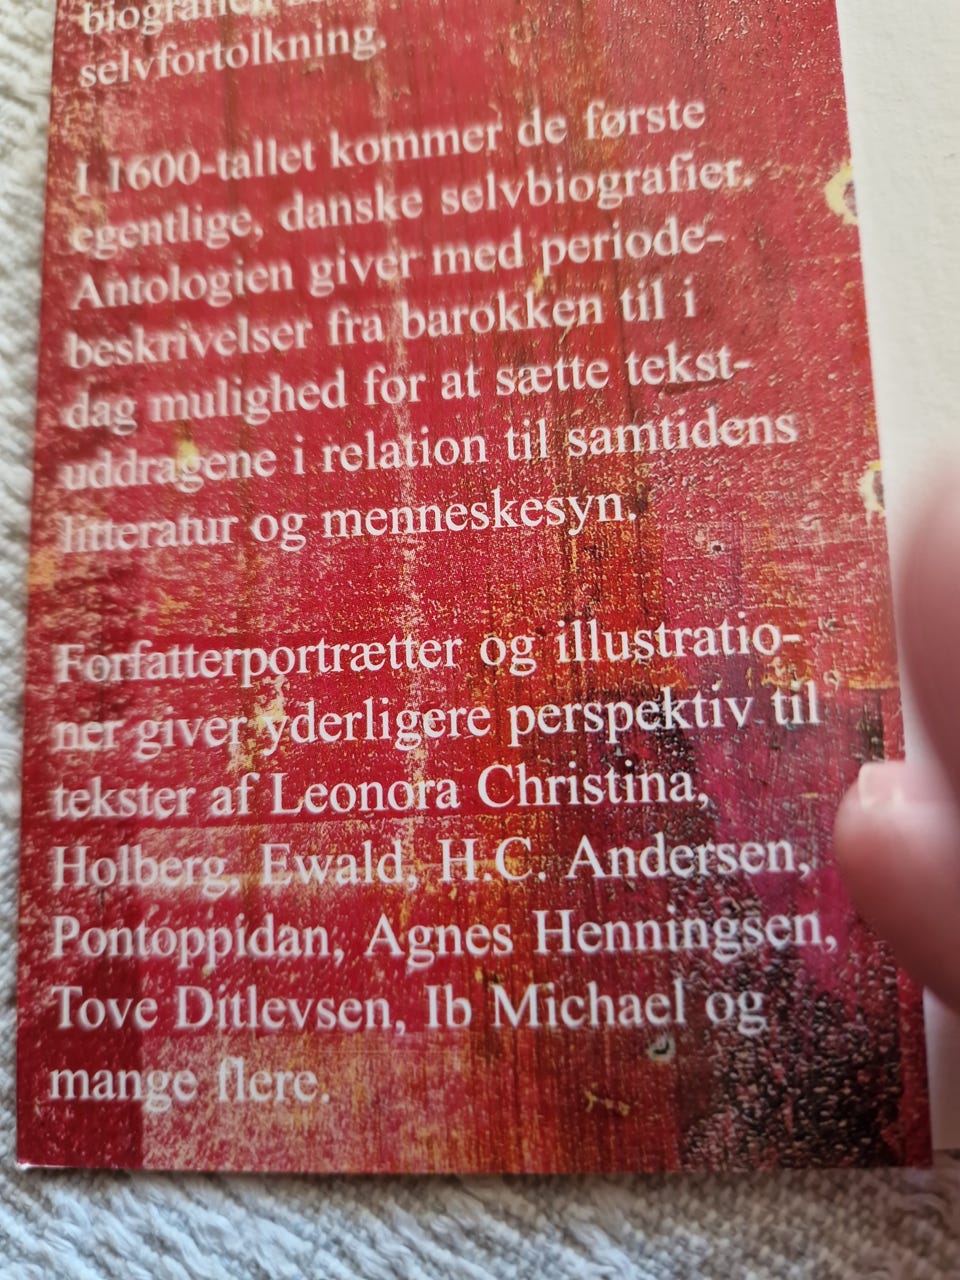 biografien
selvfortolkning.
I 1600-tallet kommer de første
egentlige, danske selvbiografier.
Antologien giver med periode-
beskrivelser fra barokken til i
dag mulighed for at sætte tekst-
uddragene i relation til samtidens
litteratur og menneskesyn.
Forfatterportrætter og illustratio-
ner giver yderligere perspektiv til
tekster af Leonora Christina,
Holberg, Ewald, H.C. Andersen,
Pontoppidan, Agnes Henningsen,
Tove Ditlevsen, Ib Michael og
mange flere.